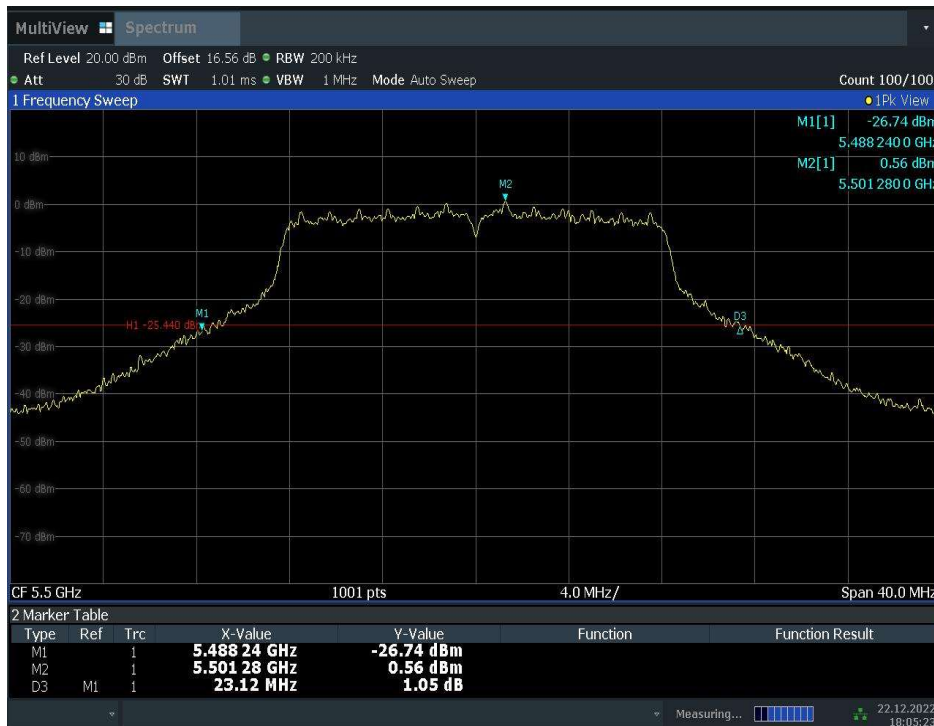 MultiView Spectrum
Ref Level 20.00 dBm Offset 16.56 dB RBW 200 kHz
Att 30 dB SWT 1.01 ms VBW 1 MHz Mode Auto Sweep Count 100/100
1 Frequency Sweep 1Pk View
M1[1] -26.74 dBm
5.488 240 0 GHz
M2[1] 0.56 dBm
5.501 280 0 GHz
10 dBm
M2
0 dBm
-10 dBm
-20 dBm
M1
D3
H1 -25.440 dB
-30 dBm
-40 dBm
-50 dBm
-60 dBm
-70 dBm
CF 5.5 GHz 1001 pts 4.0 MHz/ Span 40.0 MHz
2 Marker Table
Type Ref Trc X-Value Y-Value Function Function Result
M1 1 5.488 24 GHz -26.74 dBm
M2 1 5.501 28 GHz 0.56 dBm
D3 M1 1 23.12 MHz 1.05 dB
Measuring... 22.12.2022
18:05:23